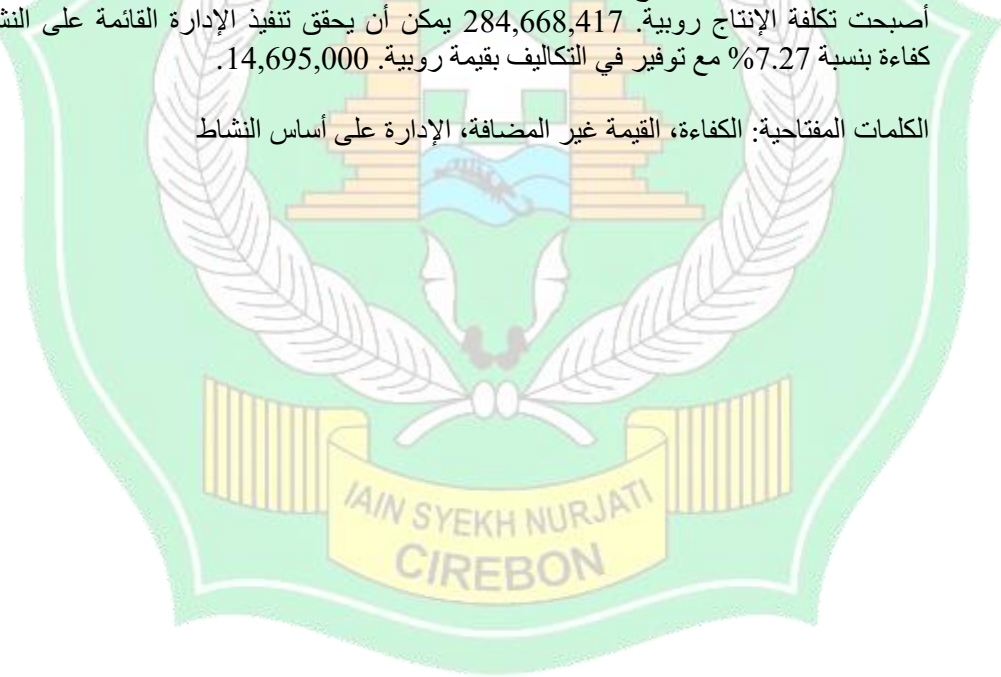 أصبحت تكلفة الإنتاج روبية. 284,668,417 يمكن أن يحقق تنفيذ الإدارة القائمة على
كفاءة بنسبة 7.27% مع توفير في التكاليف بقيمة روبية. 14,695,000.
الكلمات المفتاحية: الكفاءة، القيمة غير المضافة، الإدارة على أساس النشاط
IAIN SYEKH NURJATI
CIREBON